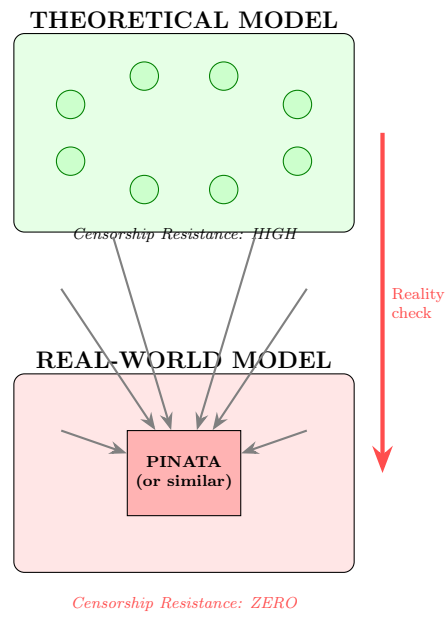 THEORETICAL MODEL
Censorship Resistance: HIGH
Reality
check
REAL-WORLD MODEL
PINATA
(or similar)
Censorship Resistance: ZERO